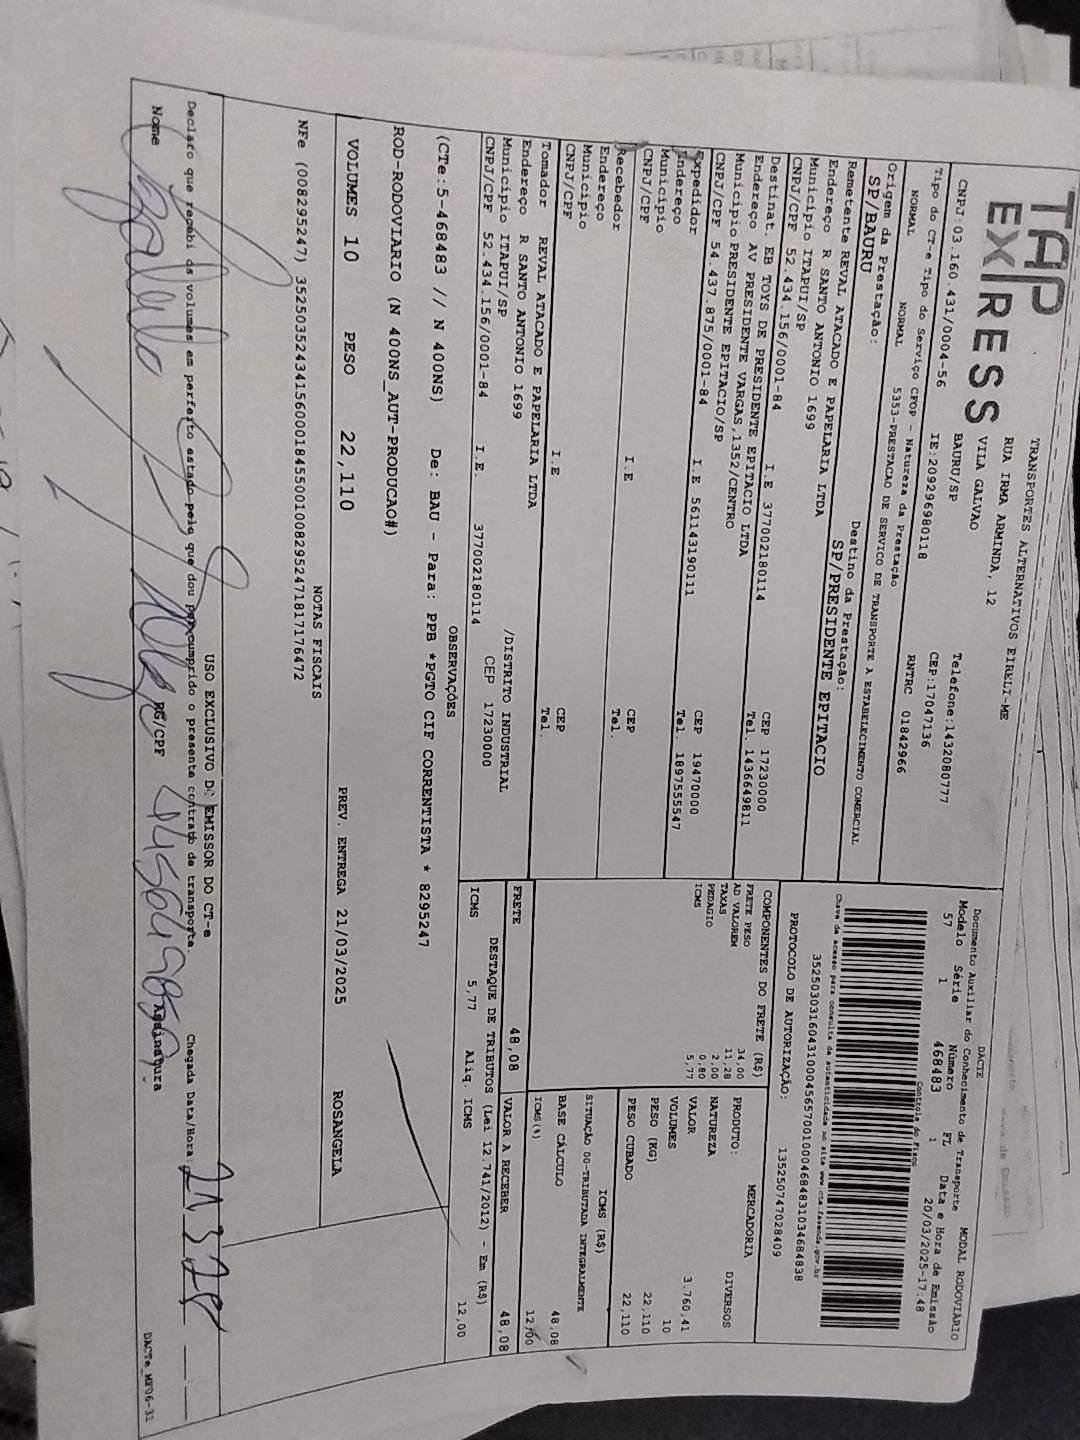 TAP
EXPRESS
TRANSPORTES ALTERNATIVOS EIRELI-ME
RUA IRMA ARMINDA, 12
VILA GALVAO
BAURU/SP
Telefone:1432080777
CNPJ:03.160.431/0004-56 IE:209296980118 CEP:17047136
Tipo do CT-e Tipo do Serviço CFOP - Natureza da Prestação RNTRC 01842966
NORMAL NORMAL 5353-PRESTACAO DE SERVICO DE TRANSPORTE A ESTABELECIMENTO COMERCIAL
Origem da Prestação: Destino da Prestação:
SP/BAURU SP/PRESIDENTE EPITACIO
DACTE MODAL RODOVIÁRIO
Documento Auxiliar do Conhecimento de Transporte
Modelo Série Número FL Data e Hora de Emissão
57 1 468483 1 20/03/2025-17:48
Controle do Fisco
Chave de acesso para consulta de autenticidade no site www.cte.fazenda.gov.br
35250303160431000456570010004684831034684838
PROTOCOLO DE AUTORIZAÇÃO: 135250747028409
Remetente REVAL ATACADO E PAPELARIA LTDA
Endereço R SANTO ANTONIO 1699
Município ITAPUI/SP CEP 17230000
CNPJ/CPF 52.434.156/0001-84 I.E 377002180114 Tel. 1436649811
Destinat. EB TOYS DE PRESIDENTE EPITACIO LTDA
Endereço AV PRESIDENTE VARGAS,1352/CENTRO
Município PRESIDENTE EPITACIO/SP CEP 19470000
CNPJ/CPF 54.437.875/0001-84 I.E 561143190111 Tel. 1897555547
Expedidor
Endereço
Município CEP
CNPJ/CPF I.E Tel.
Recebedor
Endereço
Município CEP
CNPJ/CPF I.E Tel.
Tomador REVAL ATACADO E PAPELARIA LTDA
Endereço R SANTO ANTONIO 1699 /DISTRITO INDUSTRIAL
Município ITAPUI/SP CEP 17230000
CNPJ/CPF 52.434.156/0001-84 I.E. 377002180114
COMPONENTES DO FRETE (R$)
FRETE PESO 34,00
AD VALOREM 11,28
TAXAS 2,00
PEDAGIO 0,80
ICMS 5,77
FRETE 48,08
MERCADORIA
PRODUTO: DIVERSOS
NATUREZA
VALOR 3.760,41
VOLUMES 10
PESO (KG) 22,110
PESO CUBADO 22,110
ICMS (R$)
SITUAÇÃO 00-TRIBUTADA INTEGRALMENTE
BASE CÁLCULO 48,08
ICMS(%) 12,00
VALOR A RECEBER 48,08
DESTAQUE DE TRIBUTOS (Lei 12.741/2012) - Em (R$)
ICMS 5,77 Aliq. ICMS 12,00
OBSERVAÇÕES
(CTe:5-468483 // N 400NS) De: BAU - Para: PPB *PGTO CIF CORRENTISTA * 8295247
ROD-RODOVIARIO (N 400NS_AUT-PRODUCAO#)
VOLUMES 10 PESO 22,110 PREV. ENTREGA 21/03/2025 ROSANGELA
NOTAS FISCAIS
NFe (008295247) 35250352434156000184550010082952471817176472
USO EXCLUSIVO DO EMISSOR DO CT-e
Declaro que recebi os volumes em perfeito estado pelo que dou por cumprido o presente contrato de transporte.
Chegada Data/Hora:
Nome RG/CPF Assinatura
DACTe_MF06-31